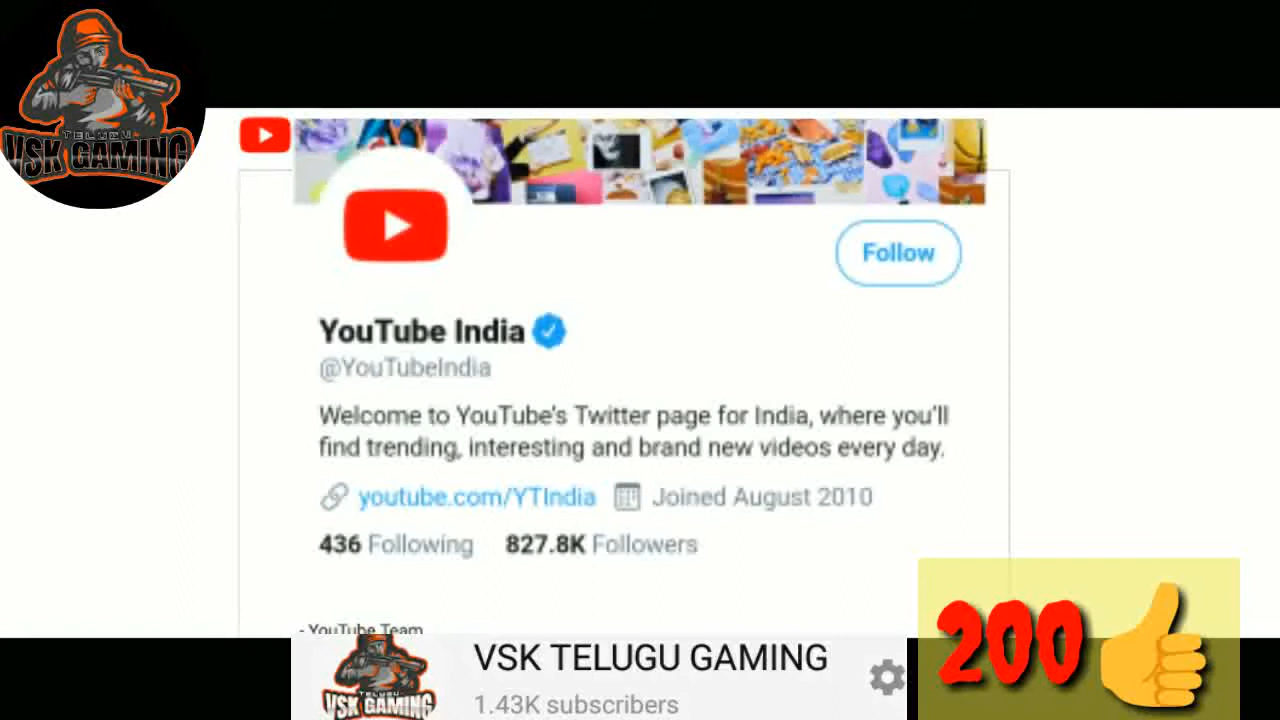 TELUGU
VSK GAMING
Follow
YouTube India
@YouTubeIndia
Welcome to YouTube's Twitter page for India, where you'll
find trending, interesting and brand new videos every day.
youtube.com/YTIndia Joined August 2010
436 Following 827.8K Followers
- YouTube Team
200
VSK TELUGU GAMING
1.43K subscribers
TELUGU
VSK GAMING